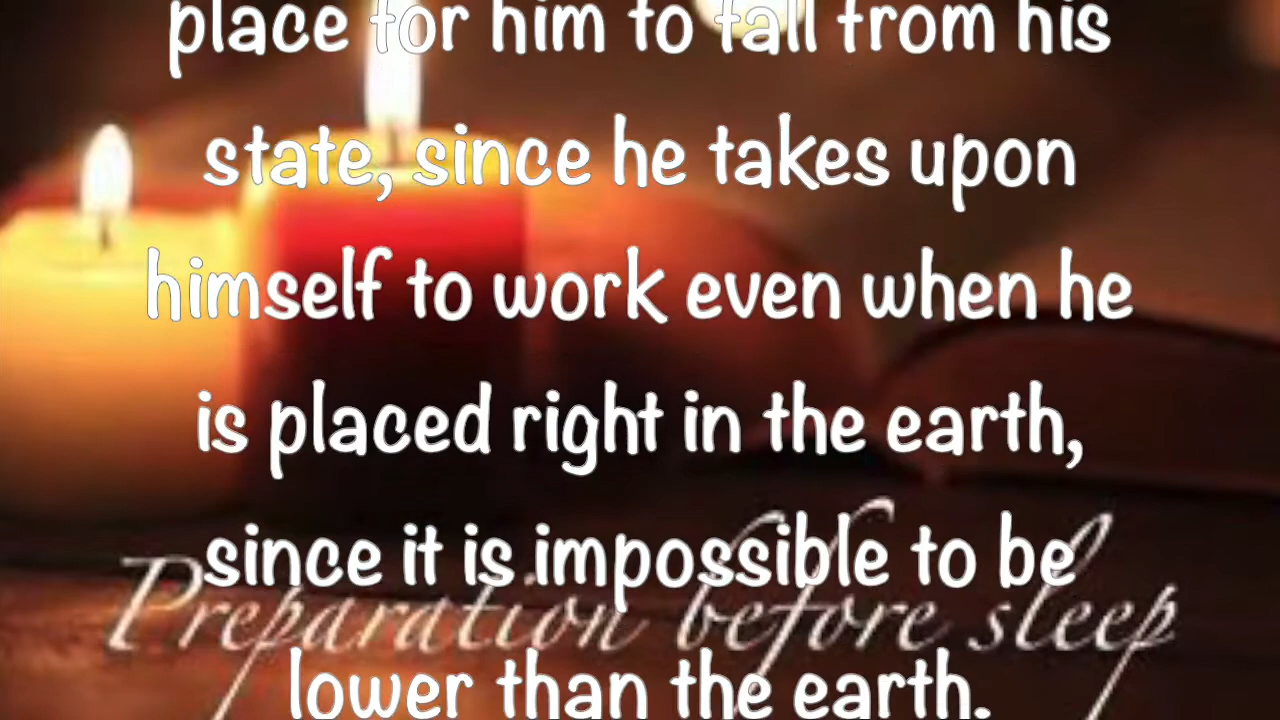 place for him to fall from his
state, since he takes upon
himself to work even when he
is placed right in the earth,
since it is impossible to be
Preparation before sleep
lower than the earth.